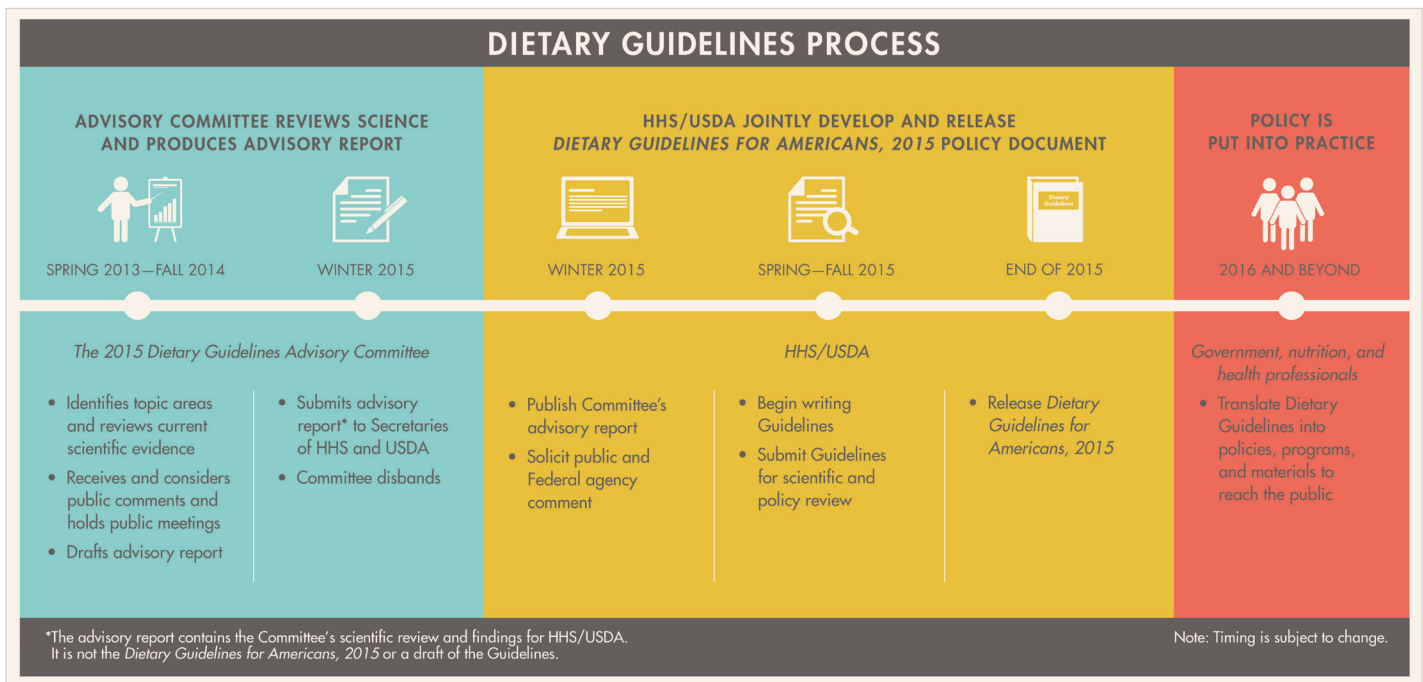 DIETARY GUIDELINES PROCESS
ADVISORY COMMITTEE REVIEWS SCIENCE
AND PRODUCES ADVISORY REPORT
SPRING 2013—FALL 2014
WINTER 2015
The 2015 Dietary Guidelines Advisory Committee
• Identifies topic areas
and reviews current
scientific evidence
• Receives and considers
public comments and
holds public meetings
• Drafts advisory report
• Submits advisory
report* to Secretaries
of HHS and USDA
• Committee disbands
HHS/USDA JOINTLY DEVELOP AND RELEASE
DIETARY GUIDELINES FOR AMERICANS, 2015 POLICY DOCUMENT
Dietary
Guidelines
WINTER 2015
SPRING—FALL 2015
END OF 2015
HHS/USDA
• Publish Committee's
advisory report
• Solicit public and
Federal agency
comment
• Begin writing
Guidelines
• Submit Guidelines
for scientific and
policy review
• Release Dietary
Guidelines for
Americans, 2015
POLICY IS
PUT INTO PRACTICE
2016 AND BEYOND
Government, nutrition, and
health professionals
• Translate Dietary
Guidelines into
policies, programs,
and materials to
reach the public
*The advisory report contains the Committee's scientific review and findings for HHS/USDA.
It is not the Dietary Guidelines for Americans, 2015 or a draft of the Guidelines.
Note: Timing is subject to change.